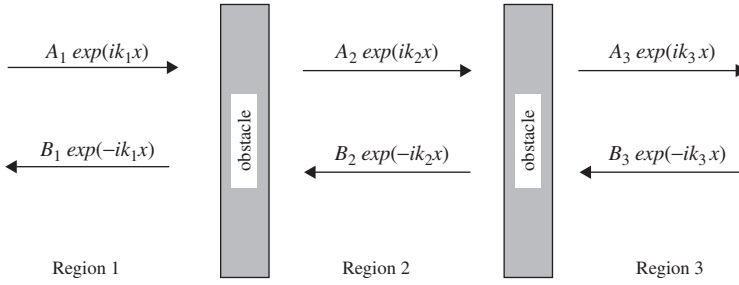 A₁ exp(ik₁x) A₂ exp(ik₂x) A₃ exp(ik₃x)
obstacle obstacle
B₁ exp(−ik₁x) B₂ exp(−ik₂x) B₃ exp(−ik₃x)
Region 1 Region 2 Region 3